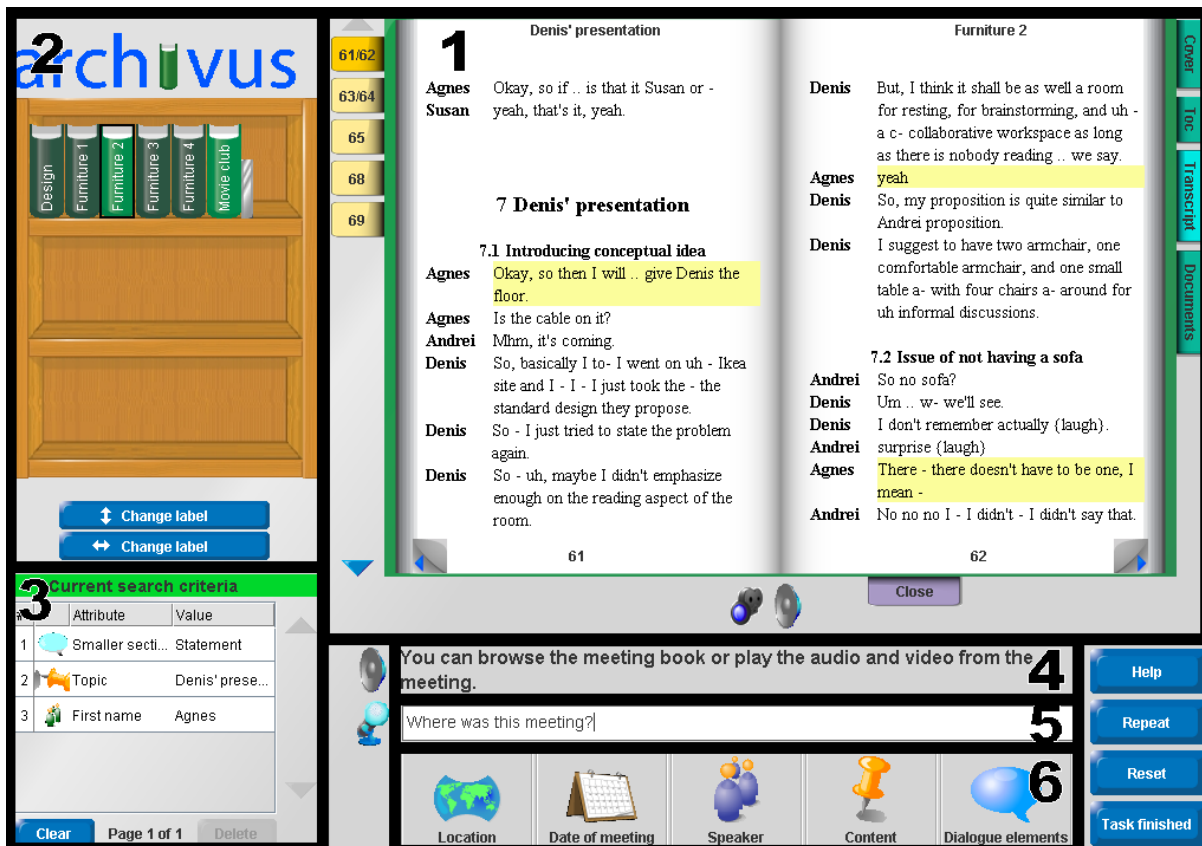 2
archivus
Design
Furniture 1
Furniture 2
Furniture 3
Furniture 4
Movie club
Change label
Change label
3
Current search criteria
#
Attribute
Value
1
Smaller secti...
Statement
2
Topic
Denis' prese...
3
First name
Agnes
Clear
Page 1 of 1
Delete
61/62
63/64
65
68
69
1
Denis' presentation
Agnes Okay, so if .. is that it Susan or -
Susan yeah, that's it, yeah.
7 Denis' presentation
7.1 Introducing conceptual idea
Agnes Okay, so then I will .. give Denis the
floor.
Agnes Is the cable on it?
Andrei Mhm, it's coming.
Denis So, basically I to- I went on uh - Ikea
site and I - I - I just took the - the
standard design they propose.
Denis So - I just tried to state the problem
again.
Denis So - uh, maybe I didn't emphasize
enough on the reading aspect of the
room.
61
Furniture 2
Denis But, I think it shall be as well a room
for resting, for brainstorming, and uh -
a c- collaborative workspace as long
as there is nobody reading .. we say.
Agnes yeah
Denis So, my proposition is quite similar to
Andrei proposition.
Denis I suggest to have two armchair, one
comfortable armchair, and one small
table a- with four chairs a- around for
uh informal discussions.
7.2 Issue of not having a sofa
Andrei So no sofa?
Denis Um .. w- we'll see.
Denis I don't remember actually {laugh}.
Andrei surprise {laugh}
Agnes There - there doesn't have to be one, I
mean -
Andrei No no no I - I didn't - I didn't say that.
62
Cover
Toc
Transcript
Documents
Close
You can browse the meeting book or play the audio and video from the
meeting.
4
Where was this meeting?
5
6
Location
Date of meeting
Speaker
Content
Dialogue elements
Help
Repeat
Reset
Task finished